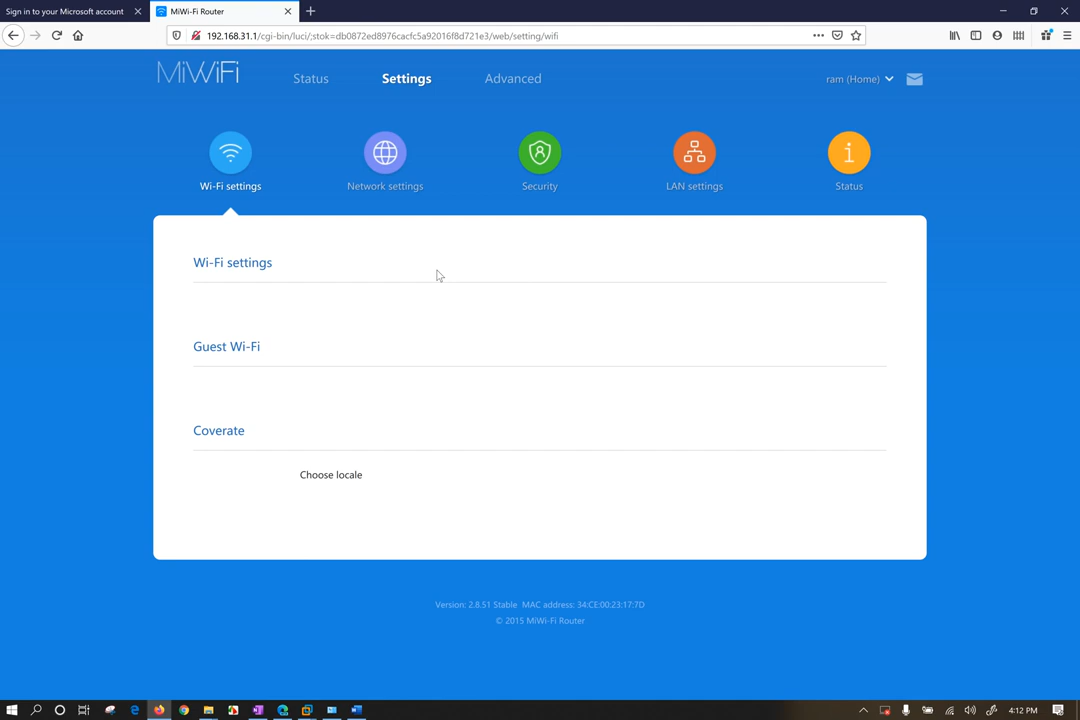 Sign in to your Microsoft account
MiWi-Fi Router
192.168.31.1/cgi-bin/luci/;stok=db0872ed8976cacfc5a92016f8d721e3/web/setting/wifi
MiWiFi
Status
Settings
Advanced
ram (Home)
Wi-Fi settings
Network settings
Security
LAN settings
Status
Wi-Fi settings
Guest Wi-Fi
Coverate
Choose locale
Version: 2.8.51 Stable MAC address: 34:CE:00:23:17:7D
© 2015 MiWi-Fi Router
4:12 PM